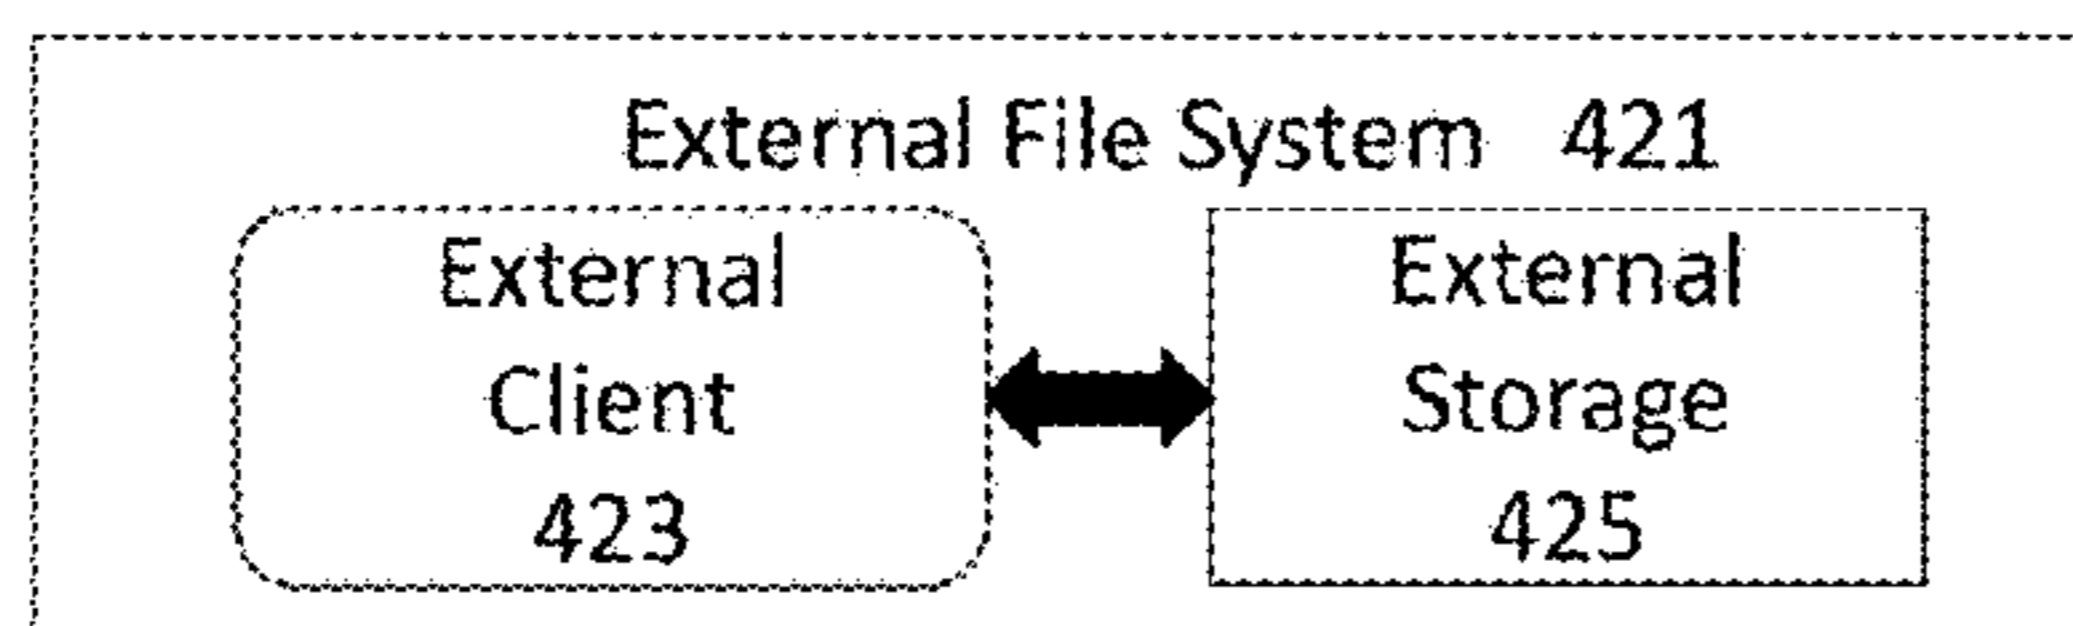 External File System 421
External
Client
423
External
Storage
425